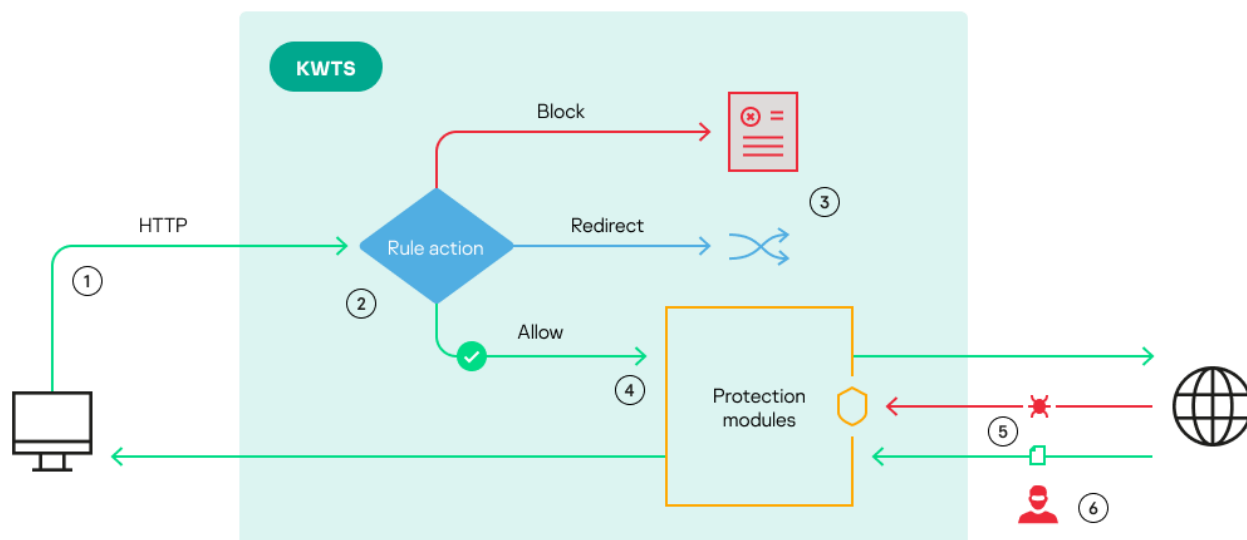 KWTS
Block
HTTP
Redirect
Rule action
1
2
3
Allow
4
Protection
modules
5
6